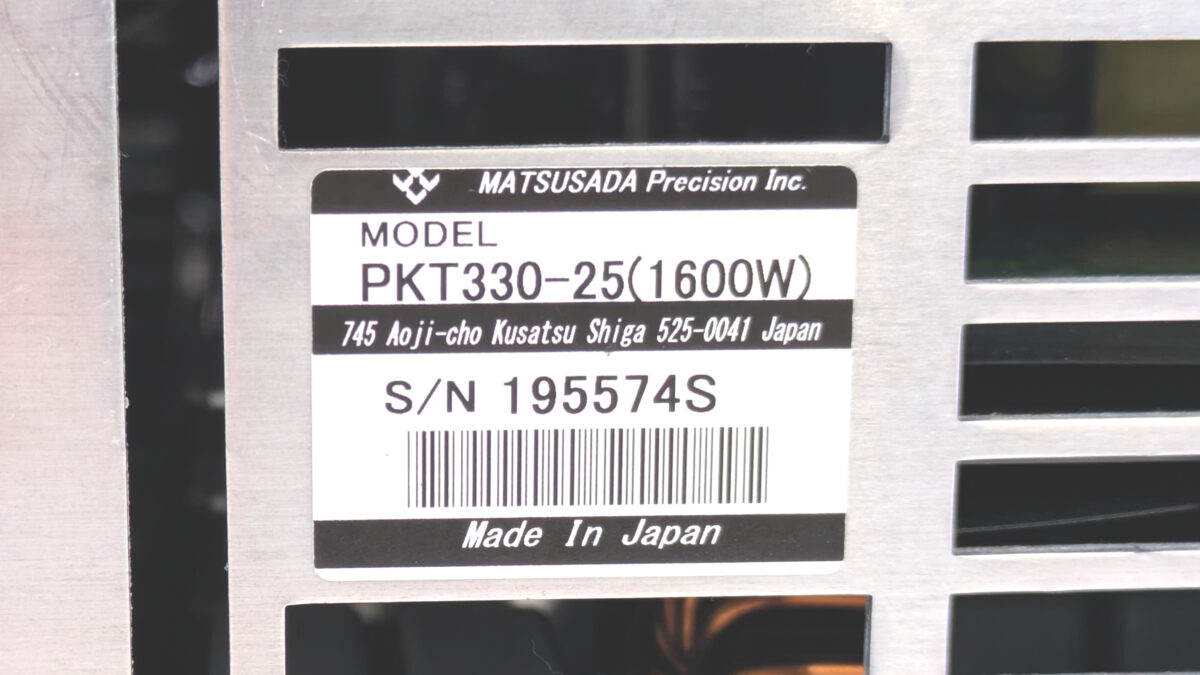 MATSUSADA Precision Inc.
MODEL
PKT330-25(1600W)
745 Aoji-cho Kusatsu Shiga 525-0041 Japan
S/N 195574S
Made In Japan